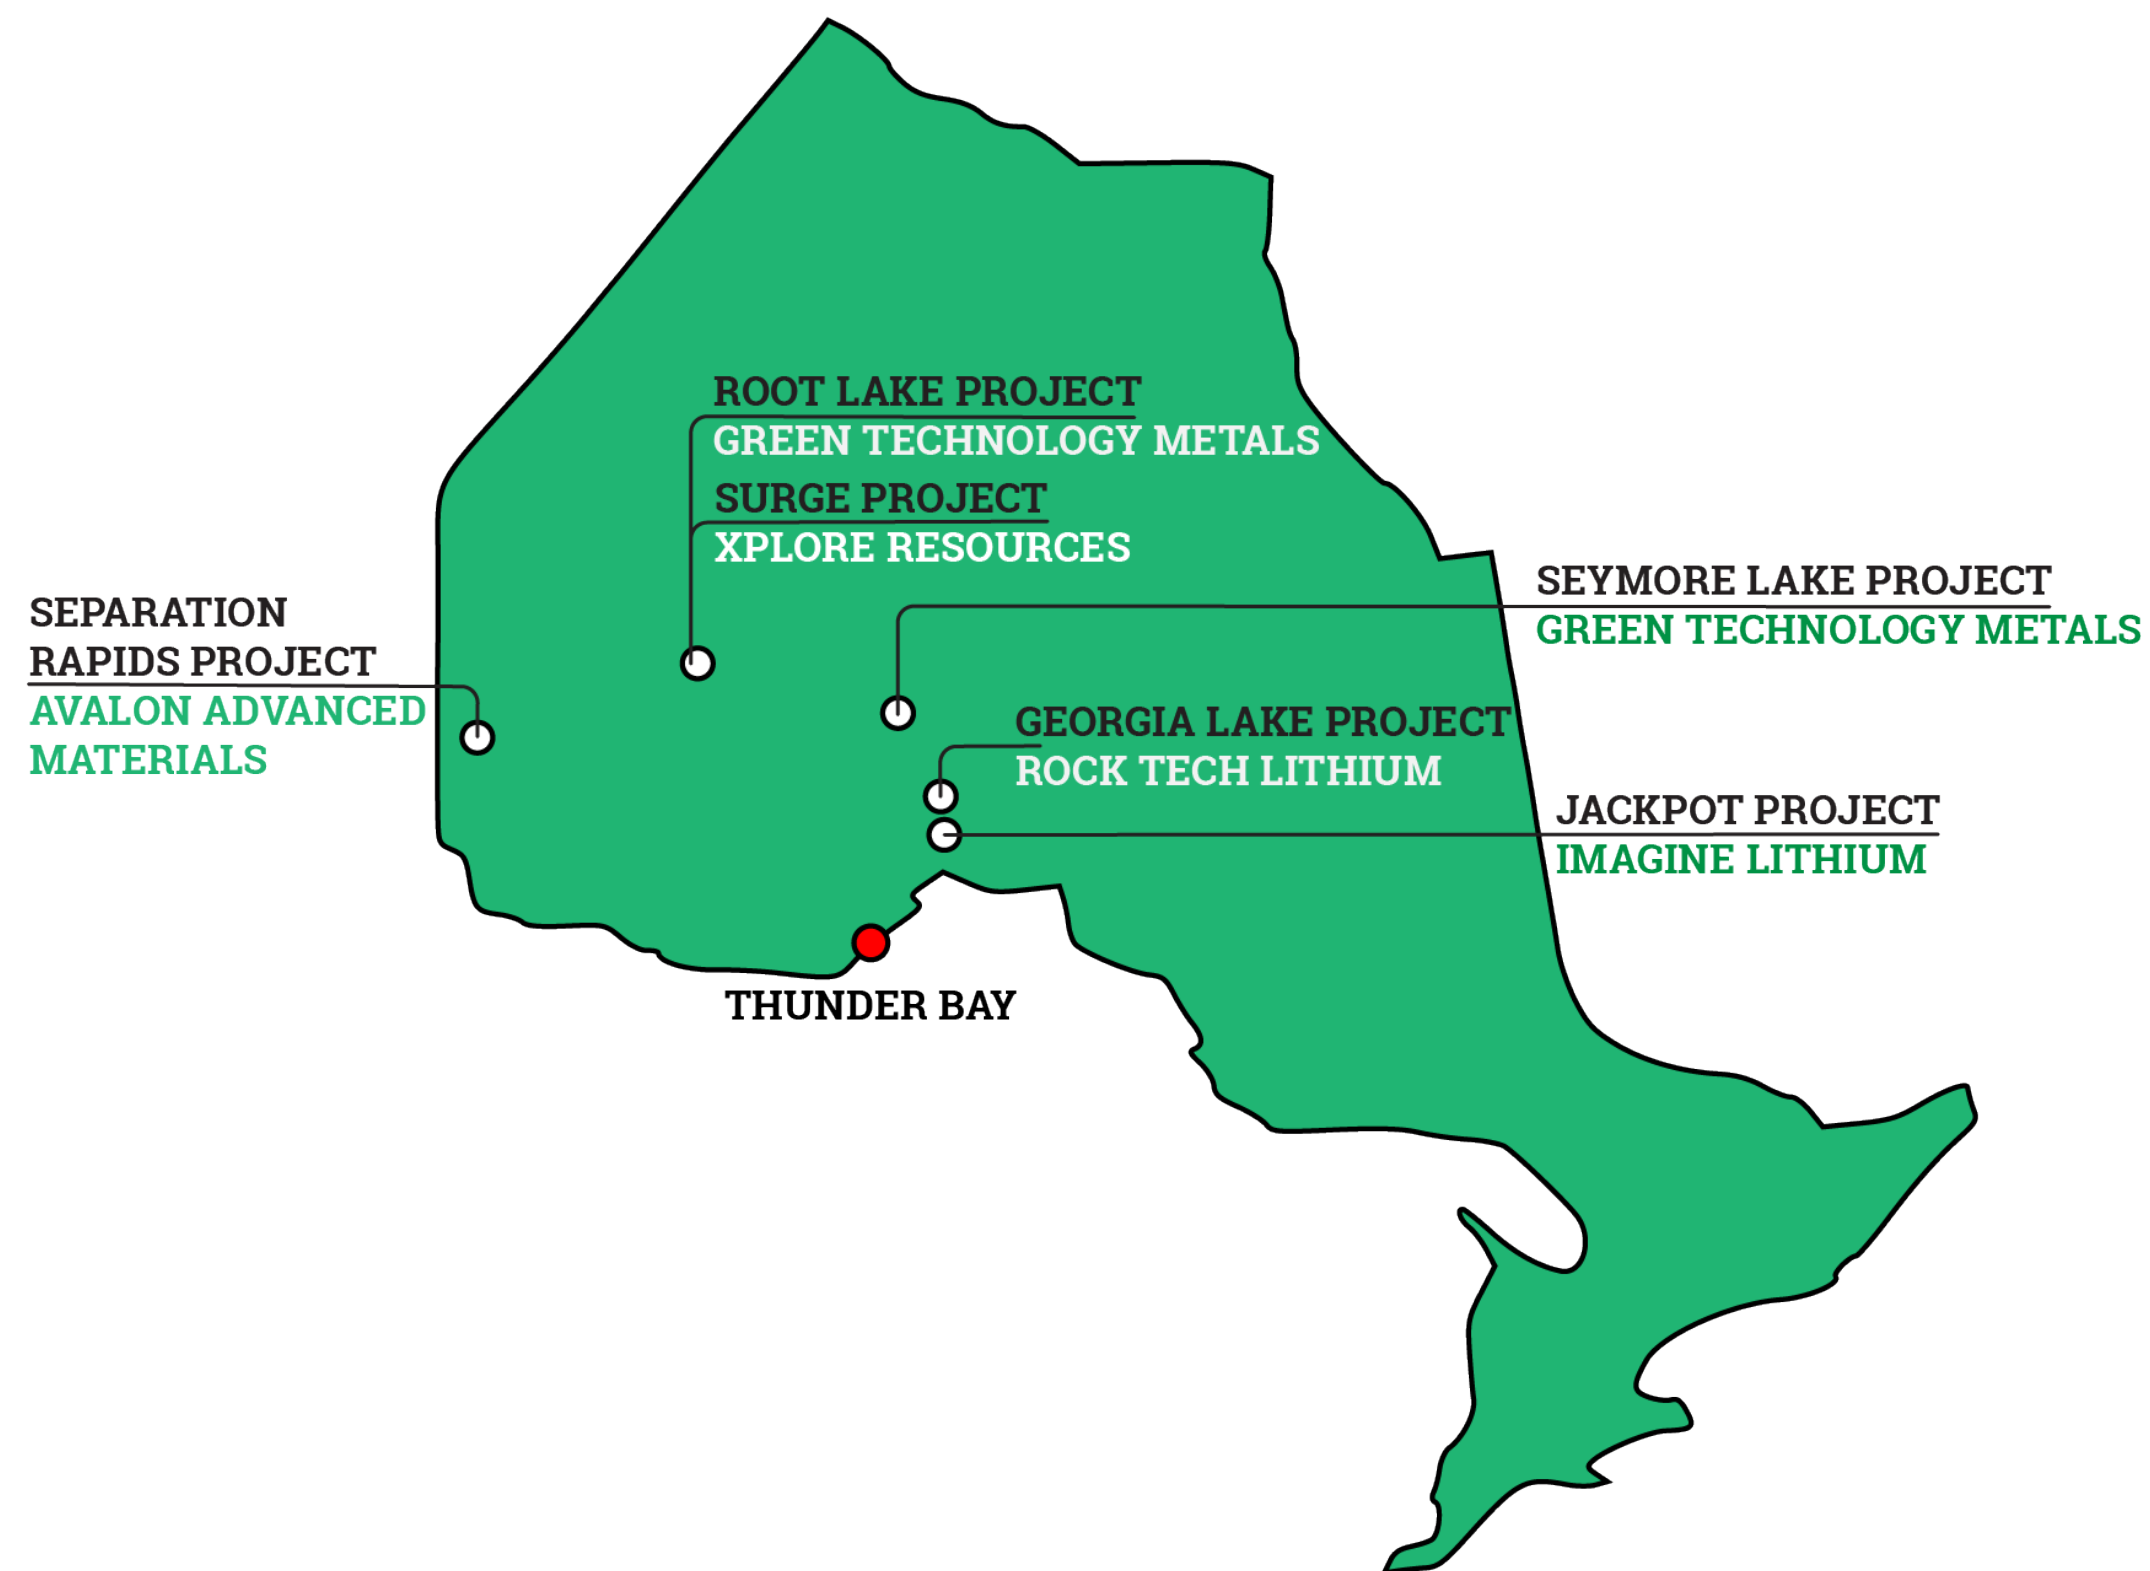 ROOT LAKE PROJECT
GREEN TECHNOLOGY METALS
SURGE PROJECT
XPLORE RESOURCES
SEPARATION
RAPIDS PROJECT
AVALON ADVANCED
MATERIALS
SEYMORE LAKE PROJECT
GREEN TECHNOLOGY METALS
GEORGIA LAKE PROJECT
ROCK TECH LITHIUM
JACKPOT PROJECT
IMAGINE LITHIUM
THUNDER BAY